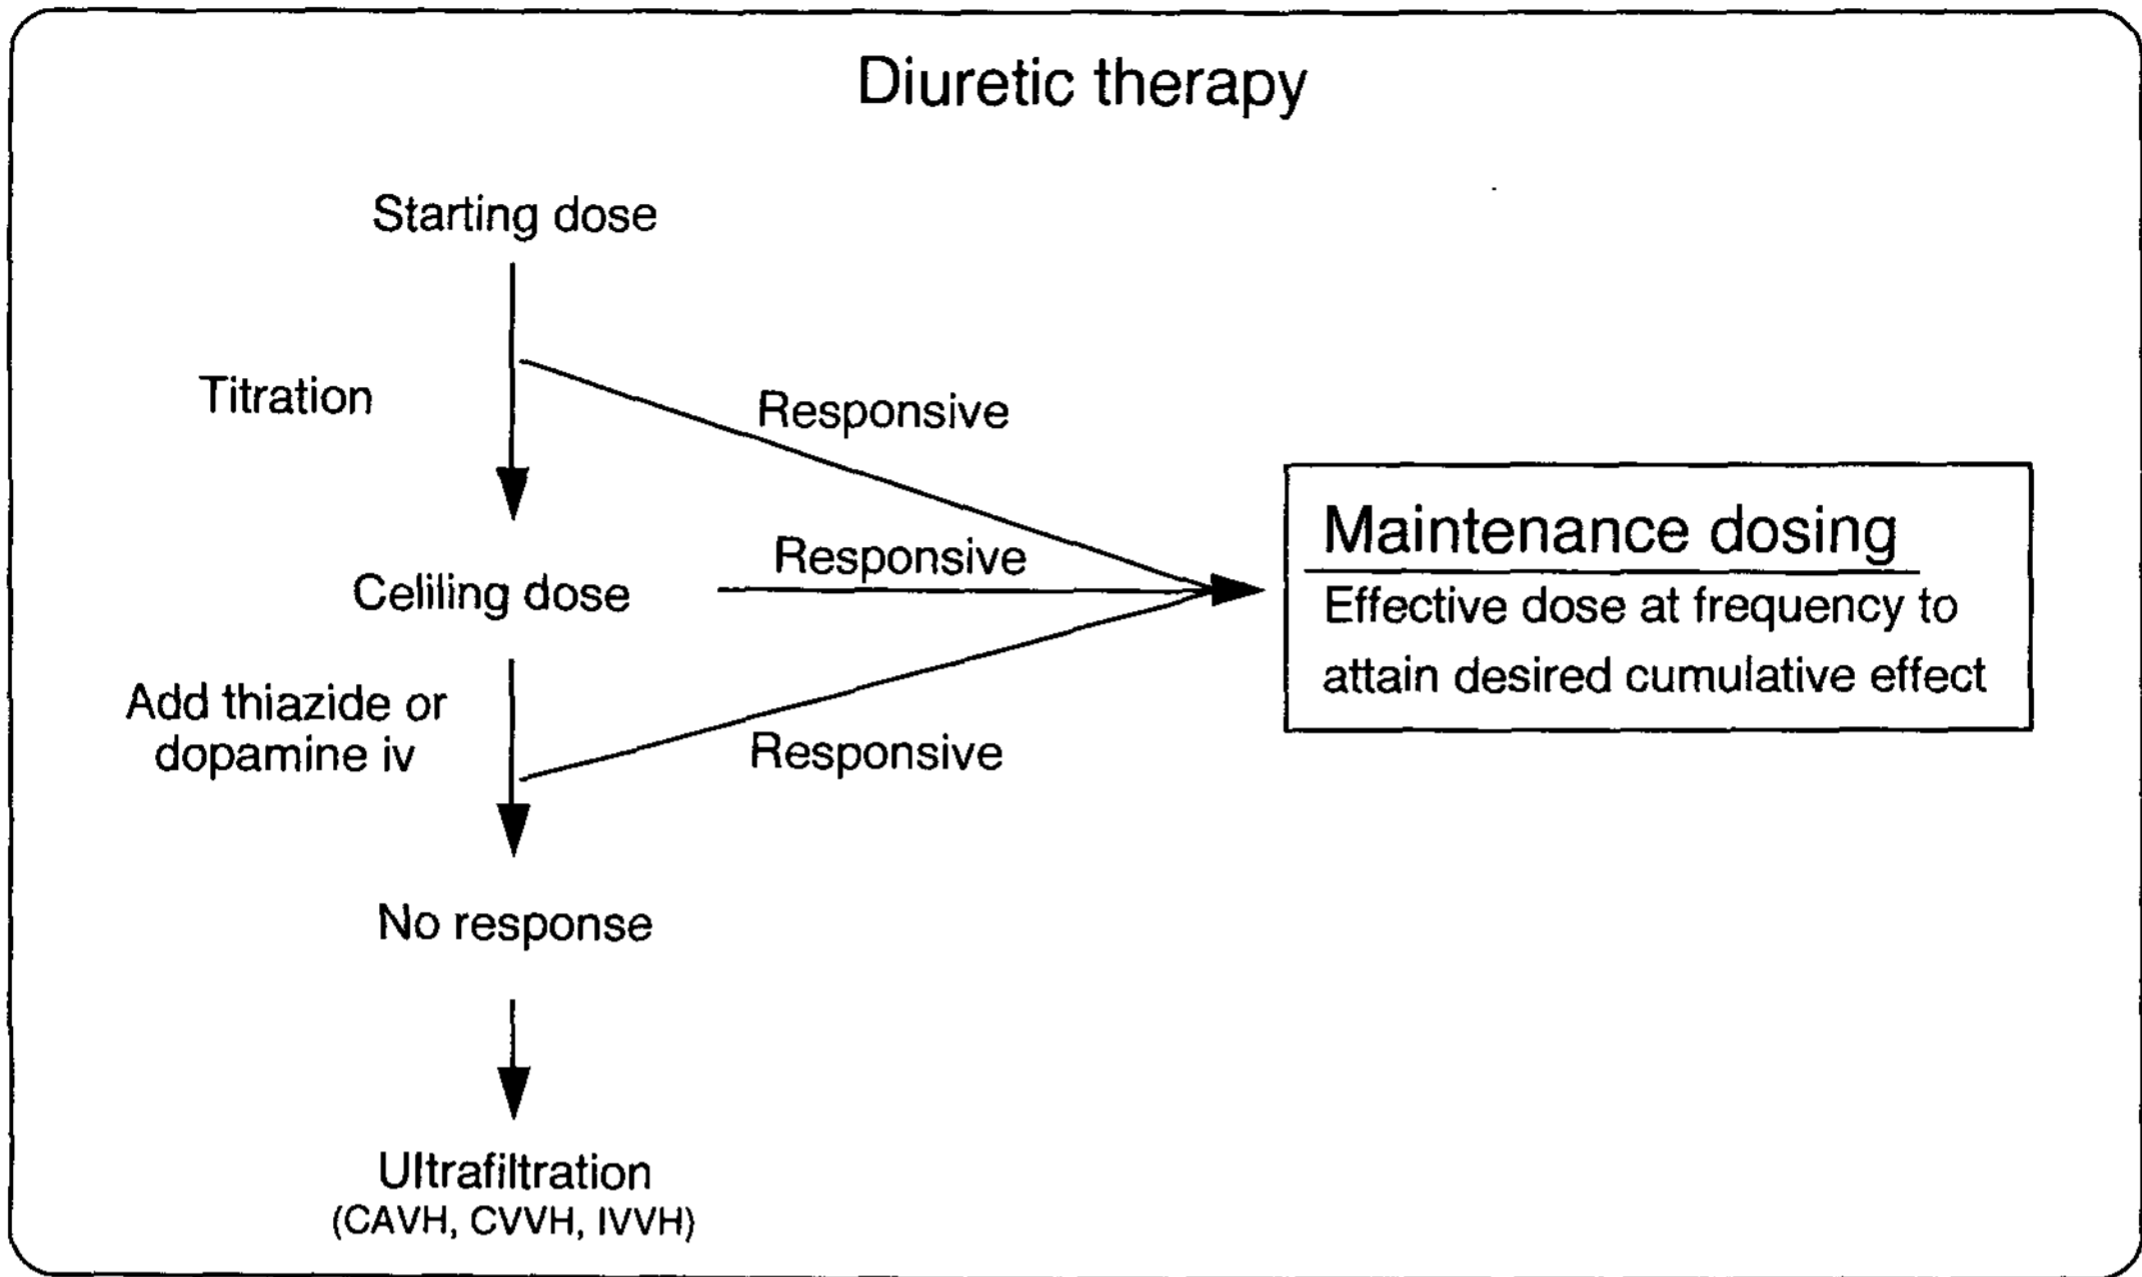 Diuretic therapy
Starting dose
Titration
Responsive
Responsive
Celiling dose
Maintenance dosing
Effective dose at frequency to
attain desired cumulative effect
Add thiazide or
dopamine iv
Responsive
No response
Ultrafiltration
(CAVH, CVVH, IVVH)